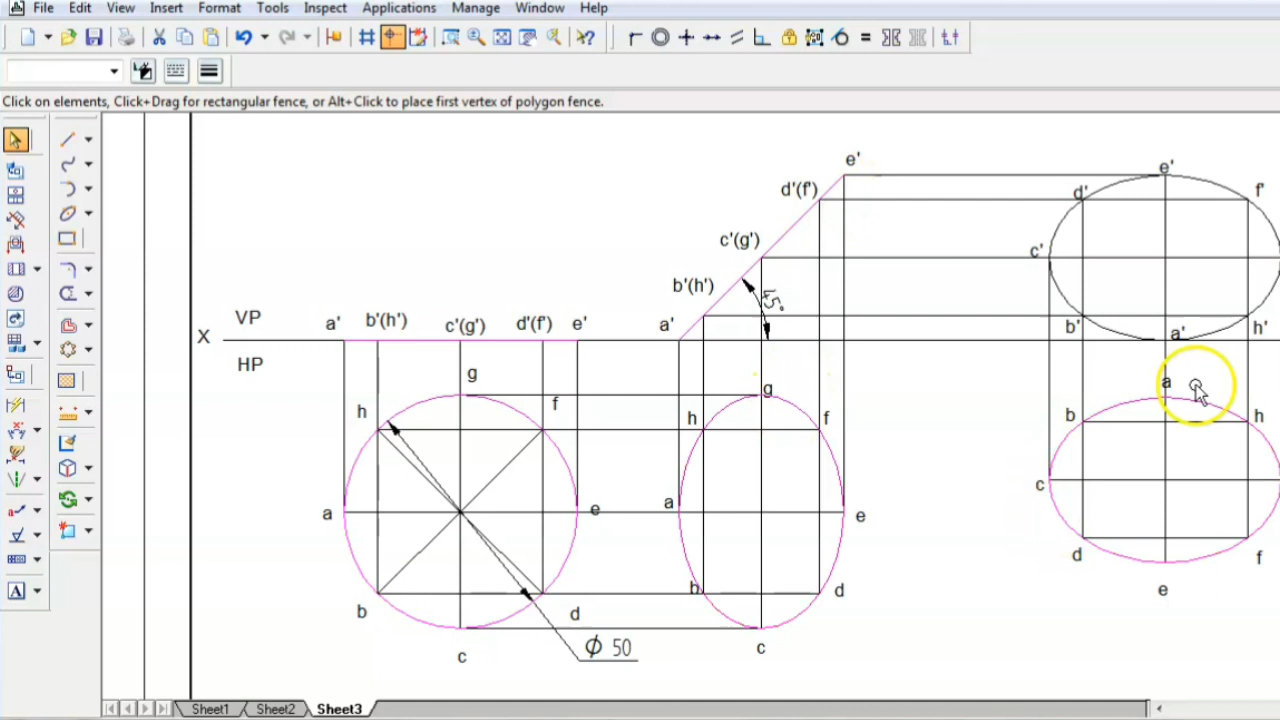 File Edit View Insert Format Tools Inspect Applications Manage Window Help
Click on elements, Click+Drag for rectangular fence, or Alt+Click to place first vertex of polygon fence.
e' e'
d'(f') d' f'
c'(g') c'
b'(h')
45°
VP
X
HP
a' b'(h') c'(g') d'(f') e' a' b' a' h'
g g a
h f h f b h
a e a e c
d f
b d b d e
c c
Φ 50
A
Sheet1 Sheet2 Sheet3